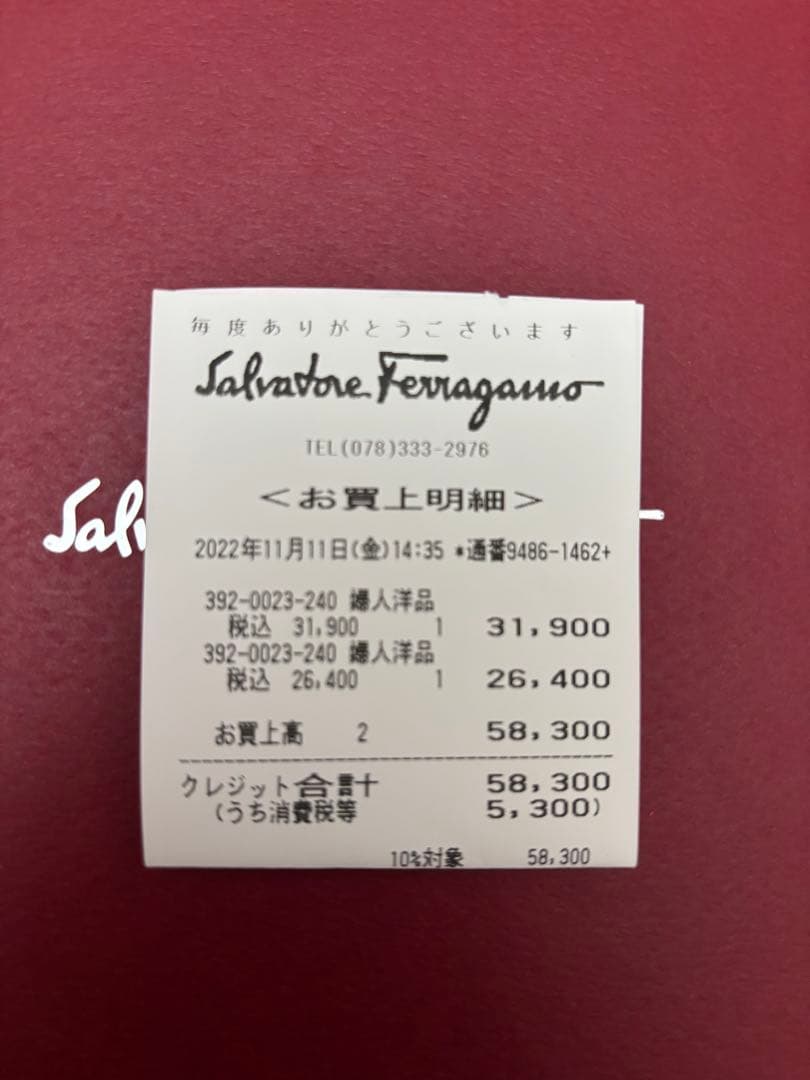 毎度ありがとうございます
Salvatore Ferragamo
TEL(078)333-2976
<お買上明細>
2022年11月11日(金)14:35 *通番9486-1462+
392-0023-240 婦人洋品
税込 31,900 1 31,900
392-0023-240 婦人洋品
税込 26,400 1 26,400
お買上高 2 58,300
クレジット合計 58,300
(うち消費税等 5,300)
10%対象 58,300
Salv